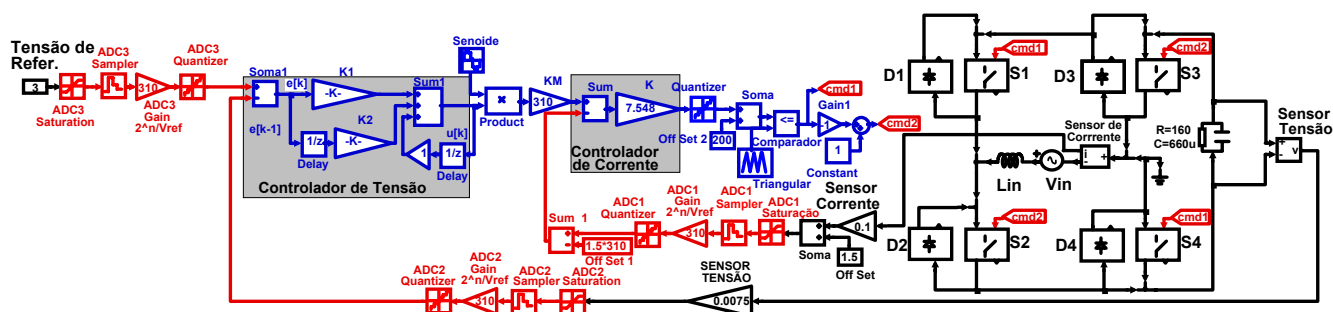 Tensão de
Refer.
3
ADC3
Saturation
ADC3
Sampler
310
ADC3
Gain
2^n/Vref
ADC3
Quantizer
Soma1
e[k]
K1
-K-
e[k-1]
1/z
Delay
K2
-K-
Sum1
u[k]
1
1/z
Delay
Controlador de Tensão
Senoide
x
Product
KM
310
Sum
K
7.548
Controlador
de Corrente
Quantizer
Off Set 2
200
Soma
Triangular
<=
Comparador
cmd1
Gain1
-1
1
Constant
cmd2
Sum 1
ADC1
Quantizer
1.5*310
Off Set 1
ADC1
Gain
2^n/Vref
310
ADC1
Sampler
ADC1
Saturação
Sensor
Corrente
0.1
Soma
1.5
Off Set
ADC2
Quantizer
ADC2
Gain
2^n/Vref
310
ADC2
Sampler
ADC2
Saturation
SENSOR
TENSÃO
0.0075
D1
cmd1
S1
D3
cmd2
S3
Sensor de
Corrrente
i
+
-
Lin
+
Vin
R=160
C=660u
Sensor
Tensão
+
-
v
D2
cmd2
S2
D4
cmd1
S4